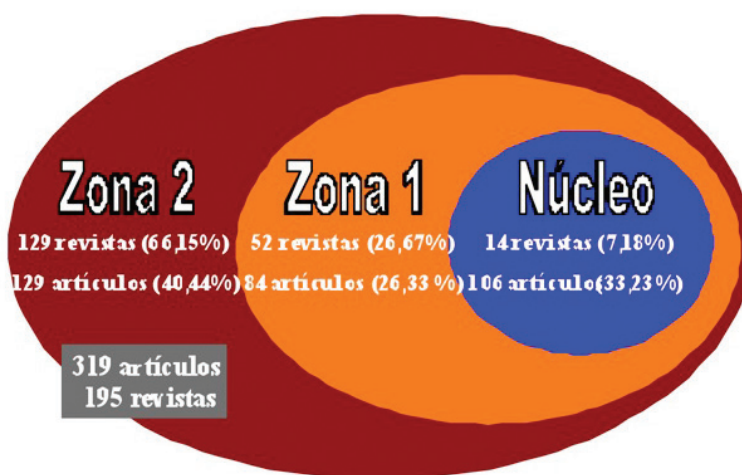 Zona 2
129 revistas (66,15%)
129 artículos (40,44%)
Zona 1
52 revistas (26,67%)
84 artículos (26,33 %)
Núcleo
14 revistas (7,18%)
106 artículo(33,23%)
319 artículos
195 revistas